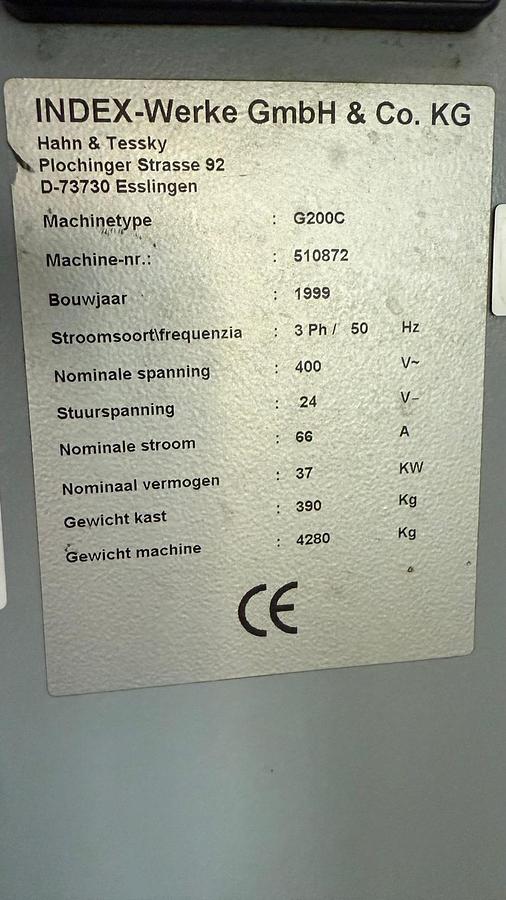 INDEX-Werke GmbH & Co. KG
Hahn & Tessky
Plochinger Strasse 92
D-73730 Esslingen
Machinetype : G200C
Machine-nr.: : 510872
Bouwjaar : 1999
Stroomsoort\frequenzia : 3 Ph / 50 Hz
Nominale spanning : 400 V~
Stuurspanning : 24 V-
Nominale stroom : 66 A
Nominaal vermogen : 37 KW
Gewicht kast : 390 Kg
Gewicht machine : 4280 Kg
CE